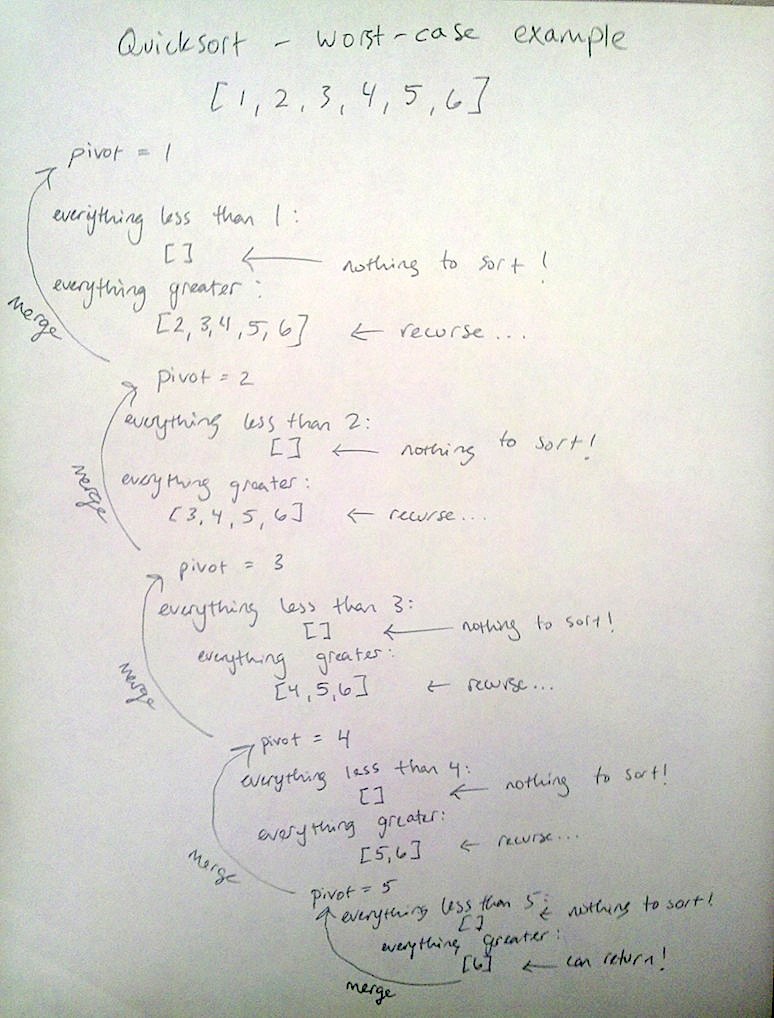 Quicksort - worst-case example
[1, 2, 3, 4, 5, 6]
pivot = 1
everything less than 1:
[] ← nothing to sort!
everything greater:
merge
[2, 3, 4, 5, 6] ← recurse...
pivot = 2
everything less than 2:
[] ← nothing to sort!
everything greater:
merge
[3, 4, 5, 6] ← recurse...
pivot = 3
everything less than 3:
[] ← nothing to sort!
everything greater:
merge
[4, 5, 6] ← recurse...
pivot = 4
everything less than 4:
[] ← nothing to sort!
everything greater:
[5, 6] ← recurse...
merge
pivot = 5
everything less than 5:
[] ← nothing to sort!
everything greater:
[6] ← can return!
merge